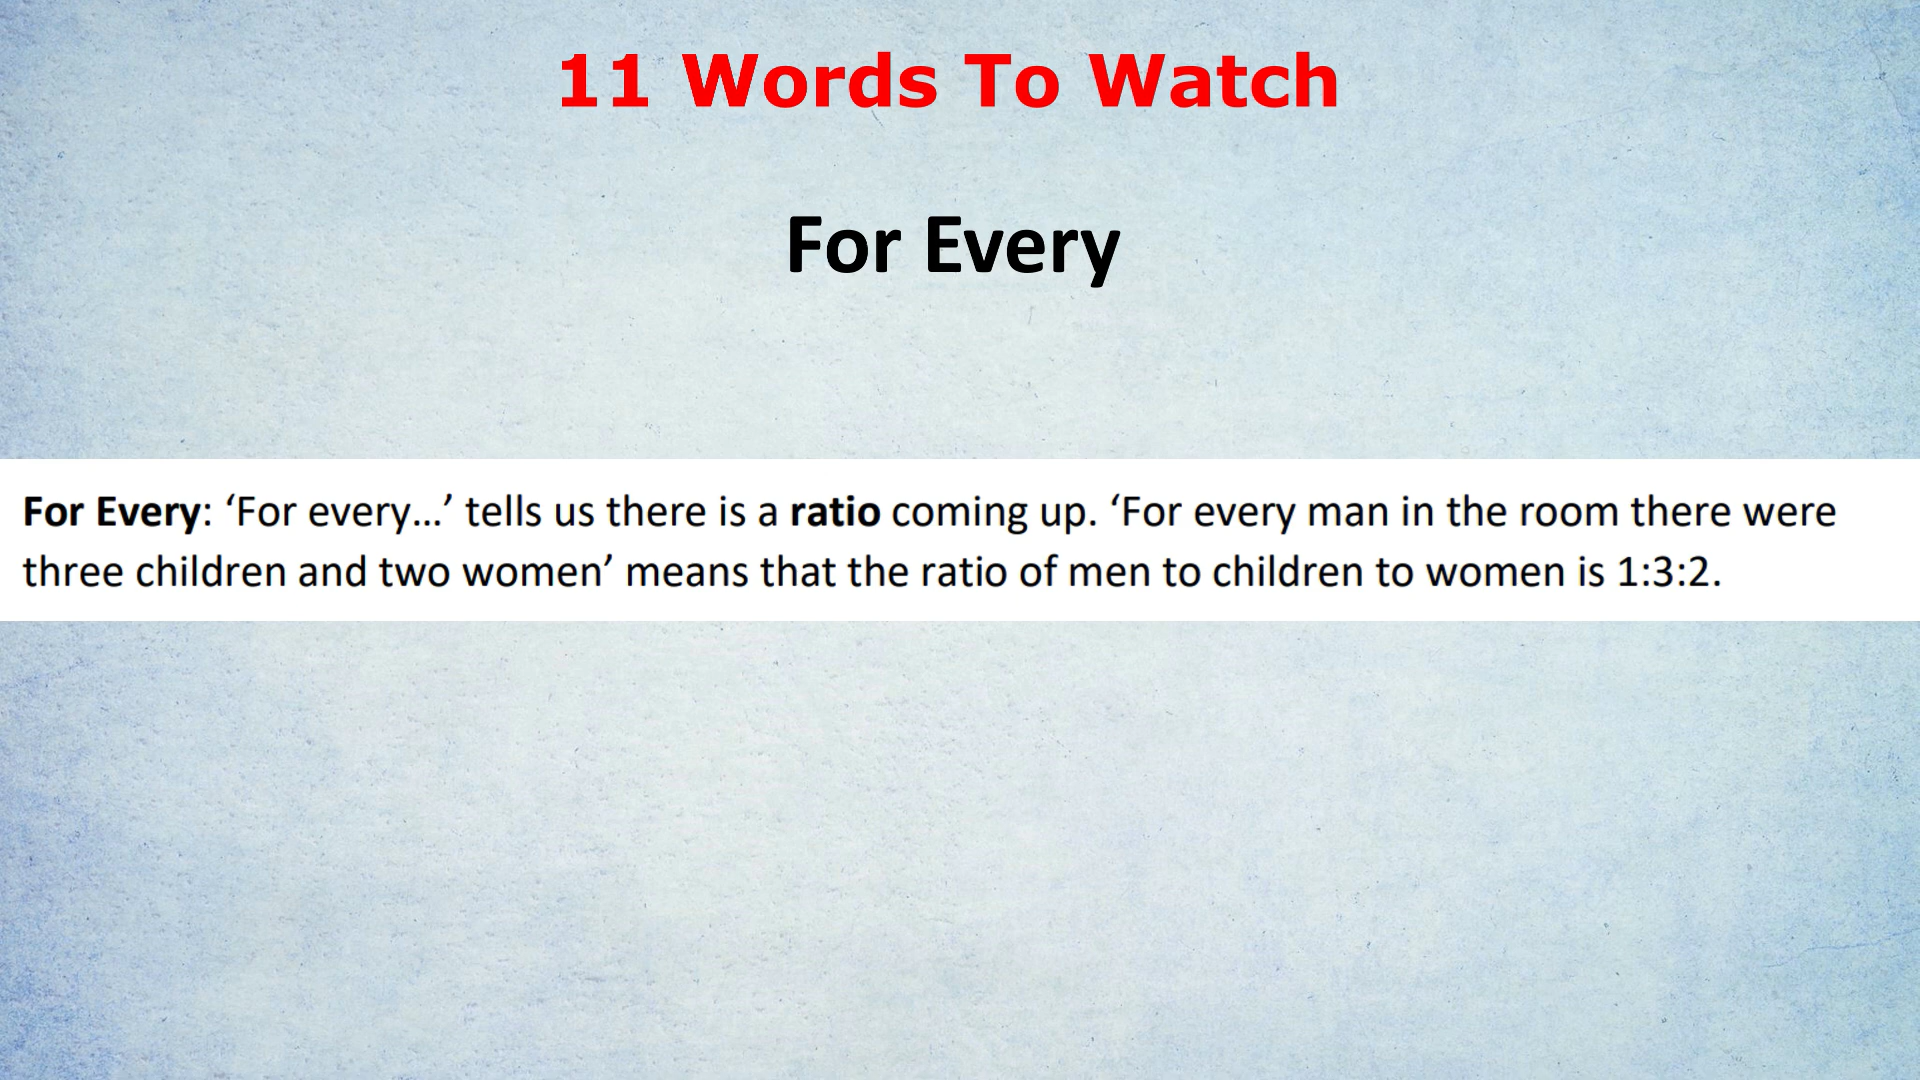 11 Words To Watch
For Every
For Every: ‘For every…’ tells us there is a ratio coming up. ‘For every man in the room there were
three children and two women’ means that the ratio of men to children to women is 1:3:2.